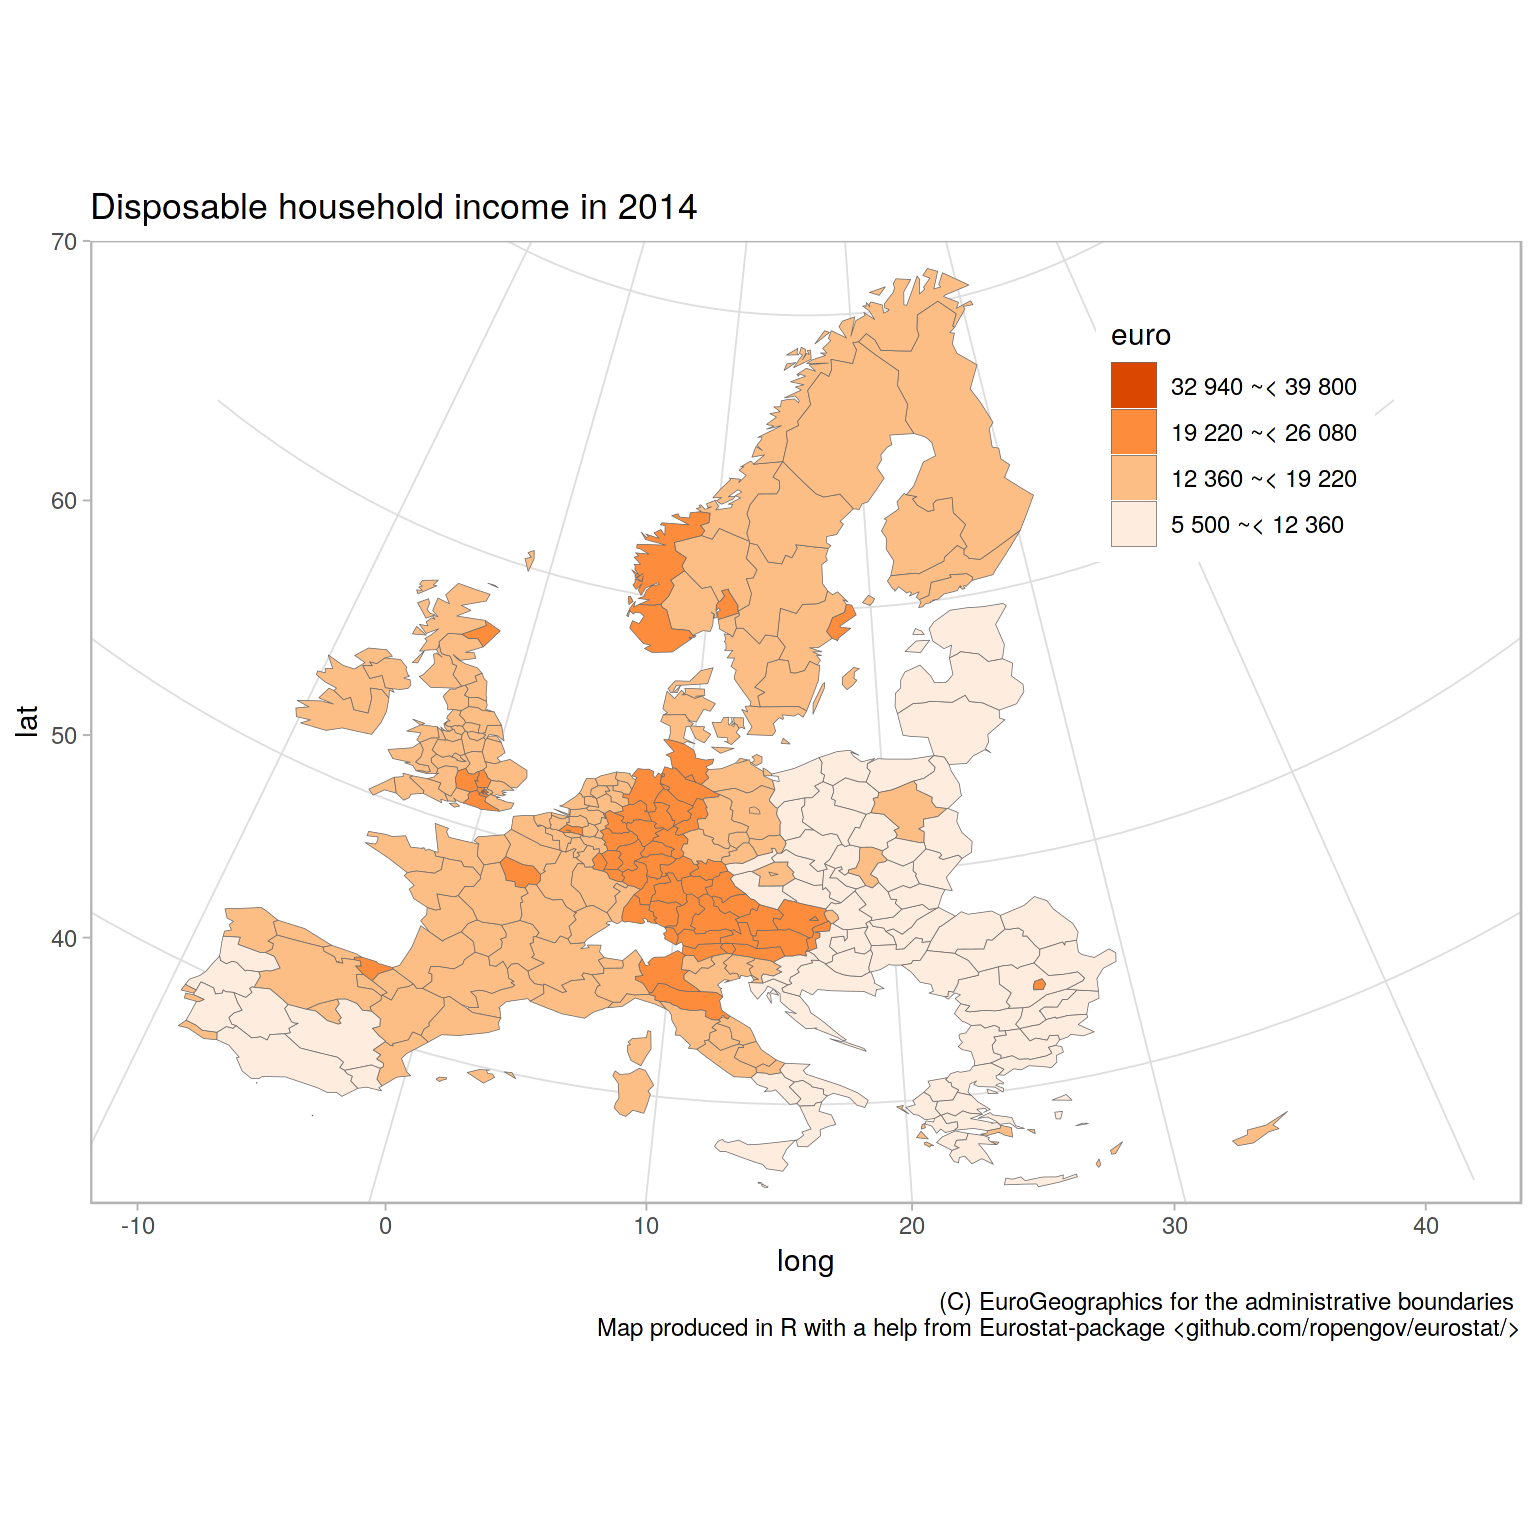 Disposable household income in 2014
70
60
50
40
lat
euro
32 940 ~< 39 800
19 220 ~< 26 080
12 360 ~< 19 220
5 500 ~< 12 360
-10 0 10 20 30 40
long
(C) EuroGeographics for the administrative boundaries
Map produced in R with a help from Eurostat-package <github.com/ropengov/eurostat/>